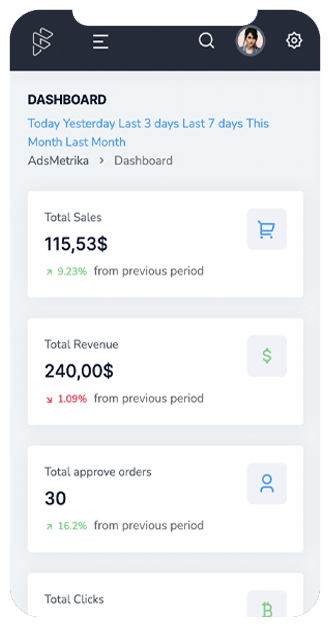 DASHBOARD
Today Yesterday Last 3 days Last 7 days This
Month Last Month
AdsMetrika > Dashboard
Total Sales
115,53$
9.23% from previous period
Total Revenue
240,00$
1.09% from previous period
Total approve orders
30
16.2% from previous period
Total Clicks